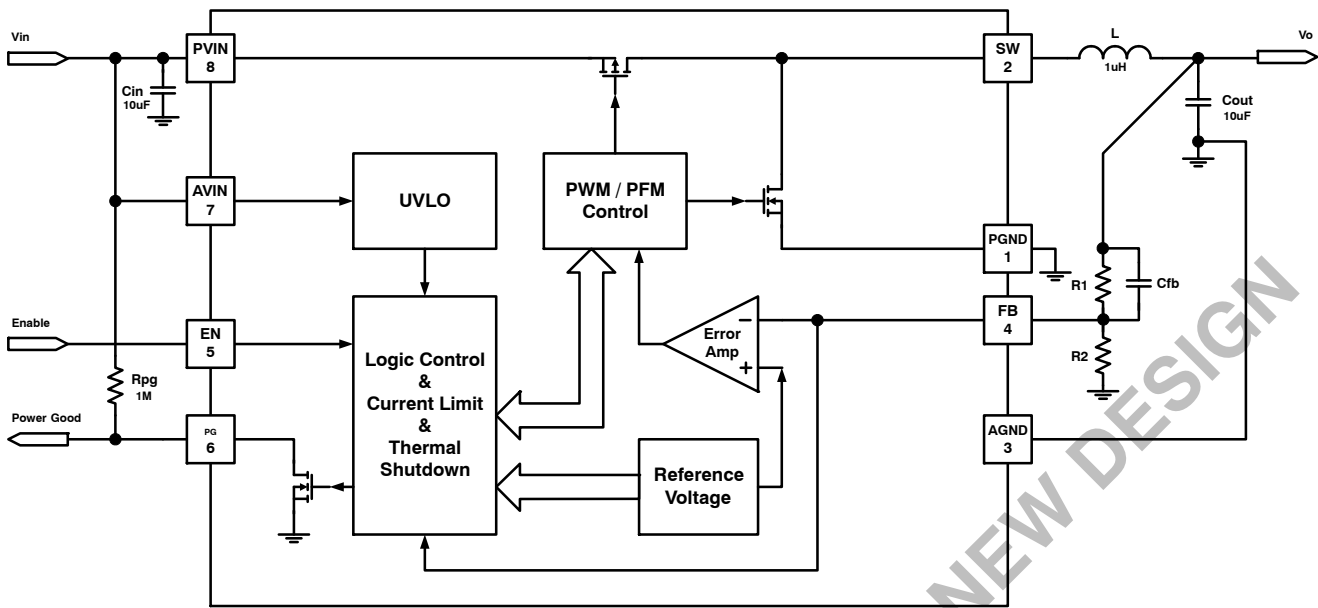 Vin
PVIN
8
Cin
10uF
SW
2
L
1uH
Vo
Cout
10uF
AVIN
7
UVLO
PWM / PFM
Control
PGND
1
R1
Cfb
Enable
EN
5
Logic Control
&
Current Limit
&
Thermal
Shutdown
Error
Amp
−
+
FB
4
R2
Rpg
1M
Power Good
PG
6
Reference
Voltage
AGND
3
NEW DESIGN